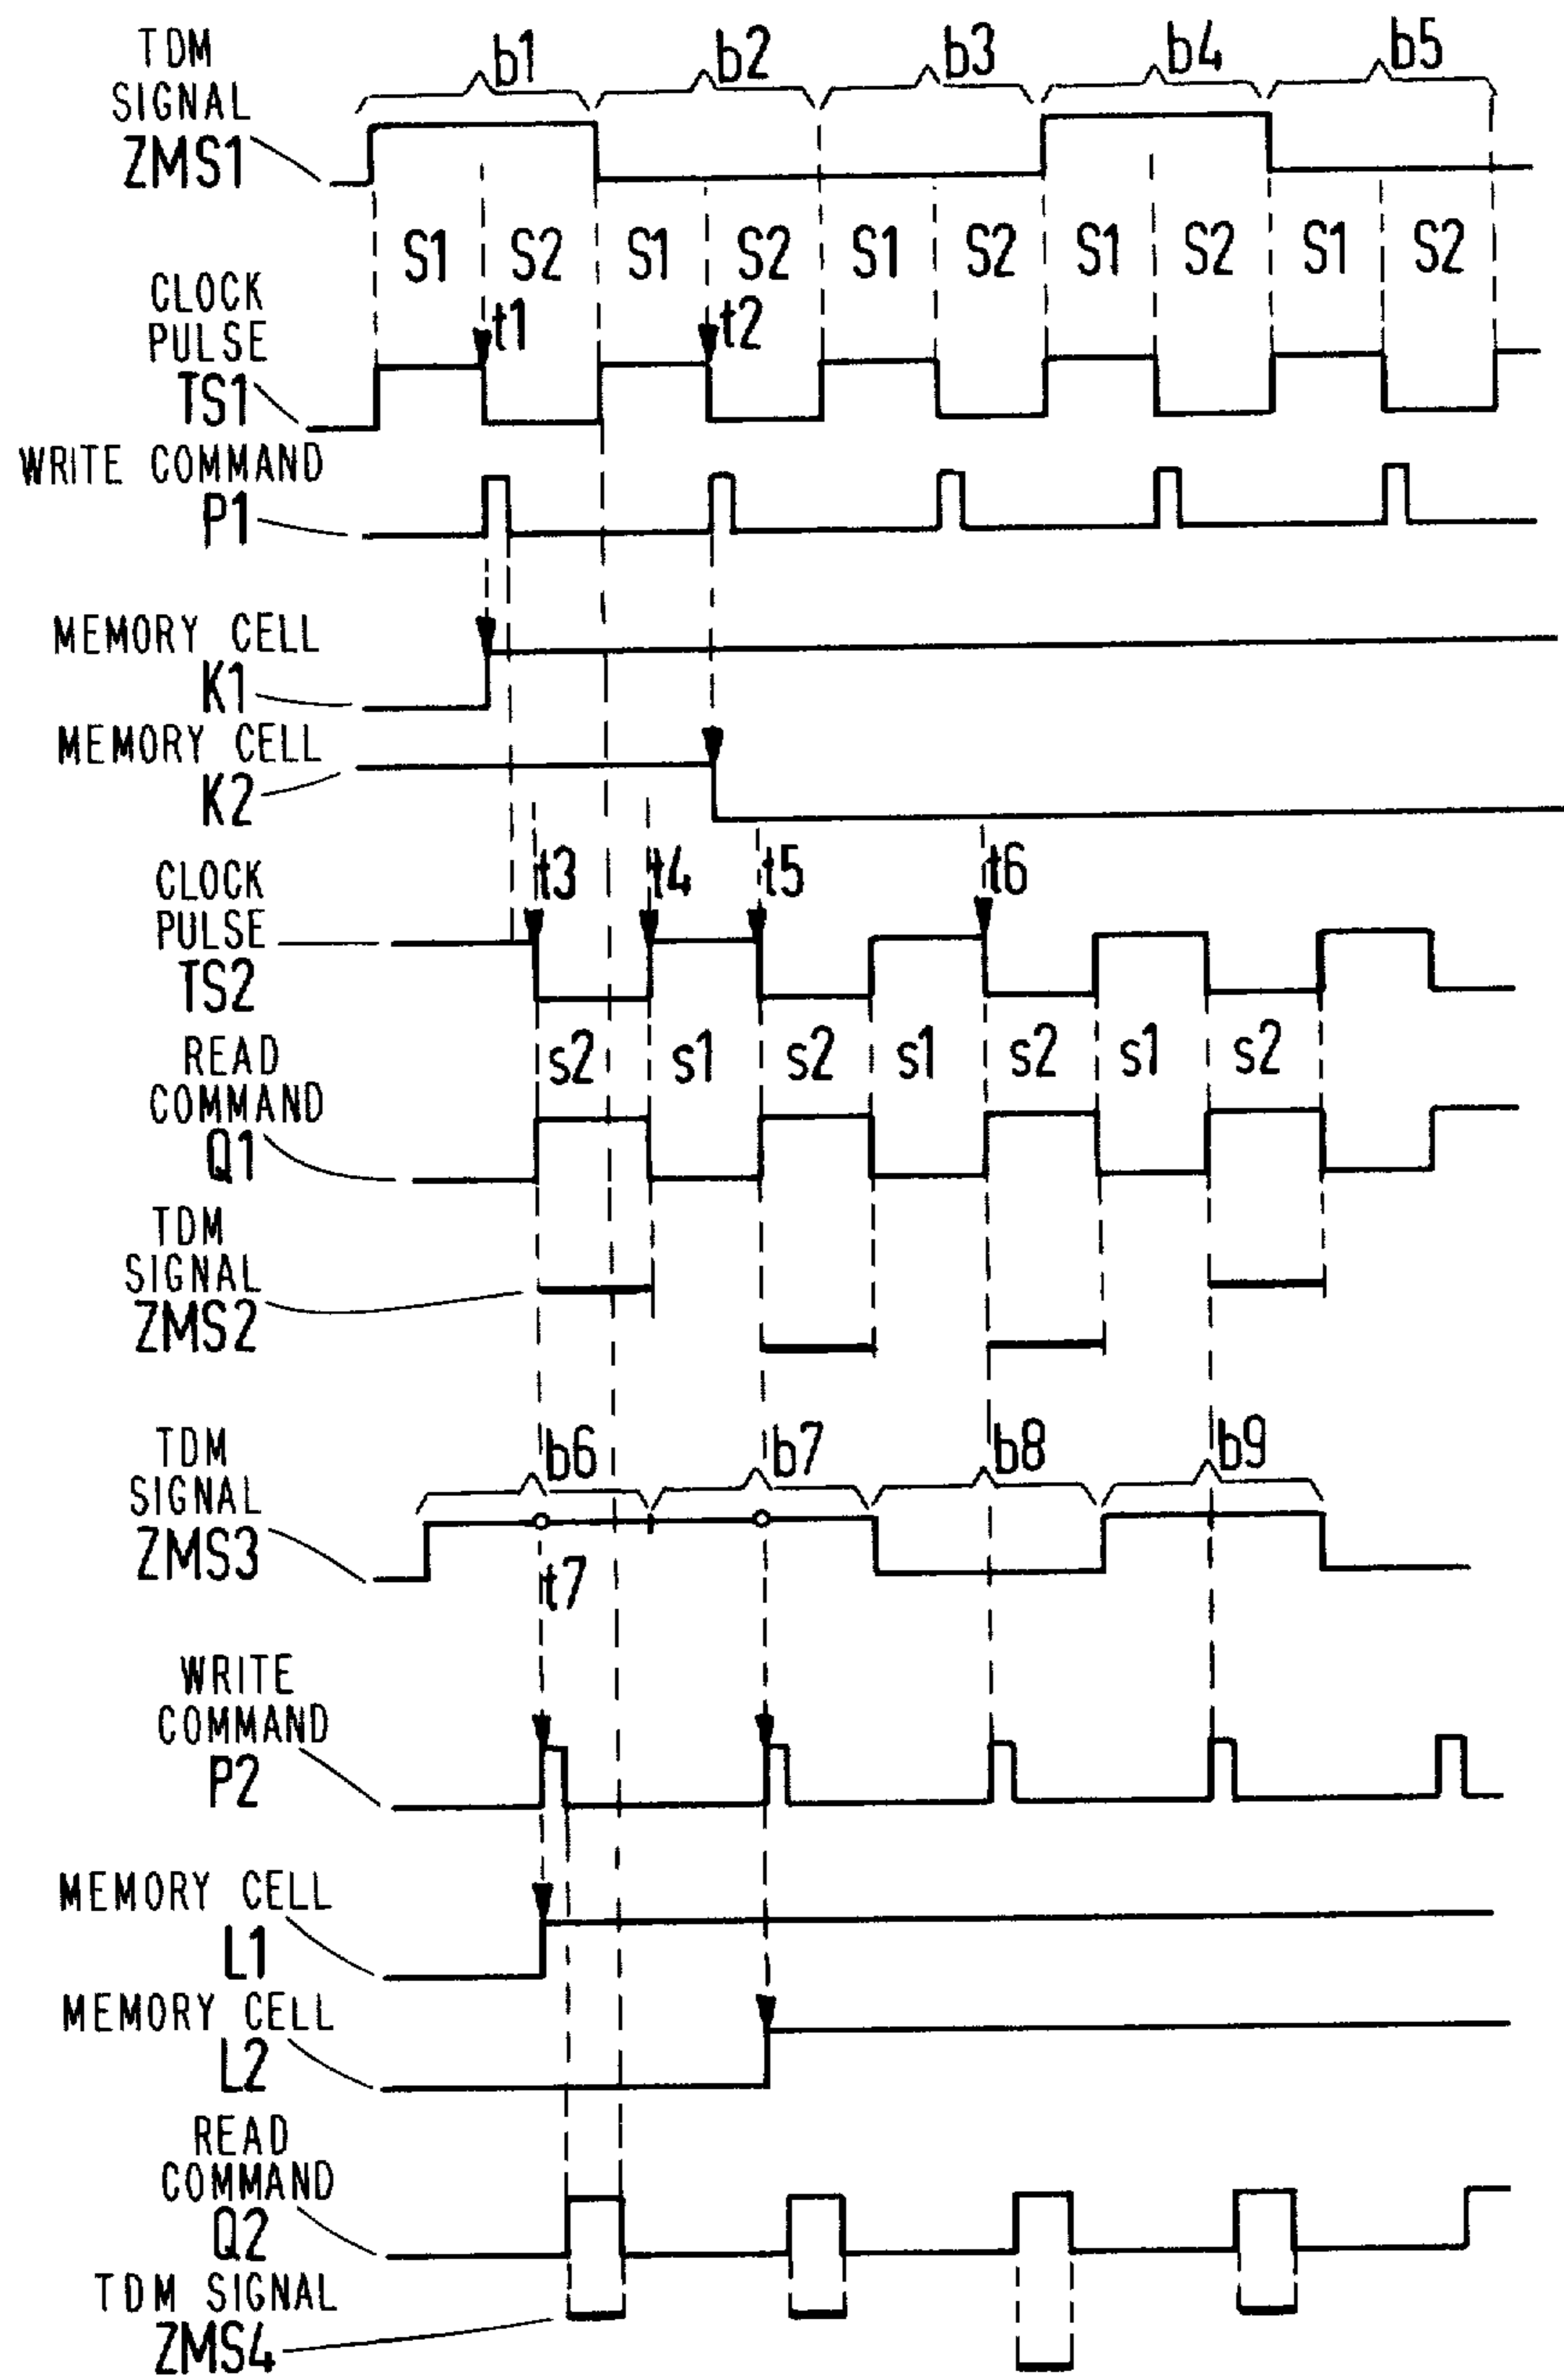 b1 b2 b3 b4 b5
TDM
SIGNAL
ZMS1
S1 S2 S1 S2 S1 S2 S1 S2 S1 S2
CLOCK
PULSE
TS1
t1 t2
WRITE COMMAND
P1
MEMORY CELL
K1
MEMORY CELL
K2
CLOCK
PULSE
TS2
t3 t4 t5 t6
s2 s1 s2 s1 s2 s1 s2
READ
COMMAND
Q1
TDM
SIGNAL
ZMS2
b6 b7 b8 b9
TDM
SIGNAL
ZMS3
t7
WRITE
COMMAND
P2
MEMORY CELL
L1
MEMORY CELL
L2
READ
COMMAND
Q2
TDM SIGNAL
ZMS4